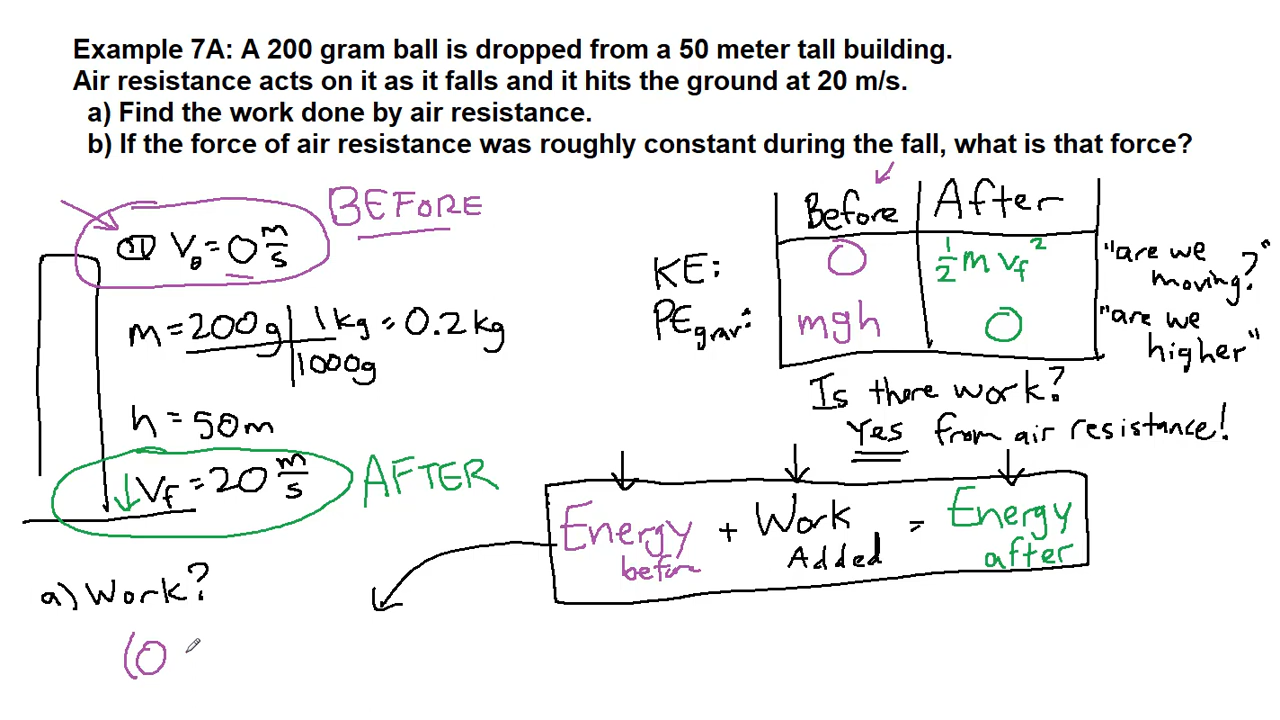 Example 7A: A 200 gram ball is dropped from a 50 meter tall building.
Air resistance acts on it as it falls and it hits the ground at 20 m/s.
a) Find the work done by air resistance.
b) If the force of air resistance was roughly constant during the fall, what is that force?
BEFORE
V₀ = 0 m/s
m = 200g | 1kg = 0.2 kg
1000g
h = 50m
↓ Vf = 20 m/s
AFTER
Before After
KE: 0 ½ m vf² "are we moving?"
PEgrav: mgh 0 "are we higher"
Is there work?
Yes from air resistance!
Energy + Work = Energy
Added after
a) Work?
(0